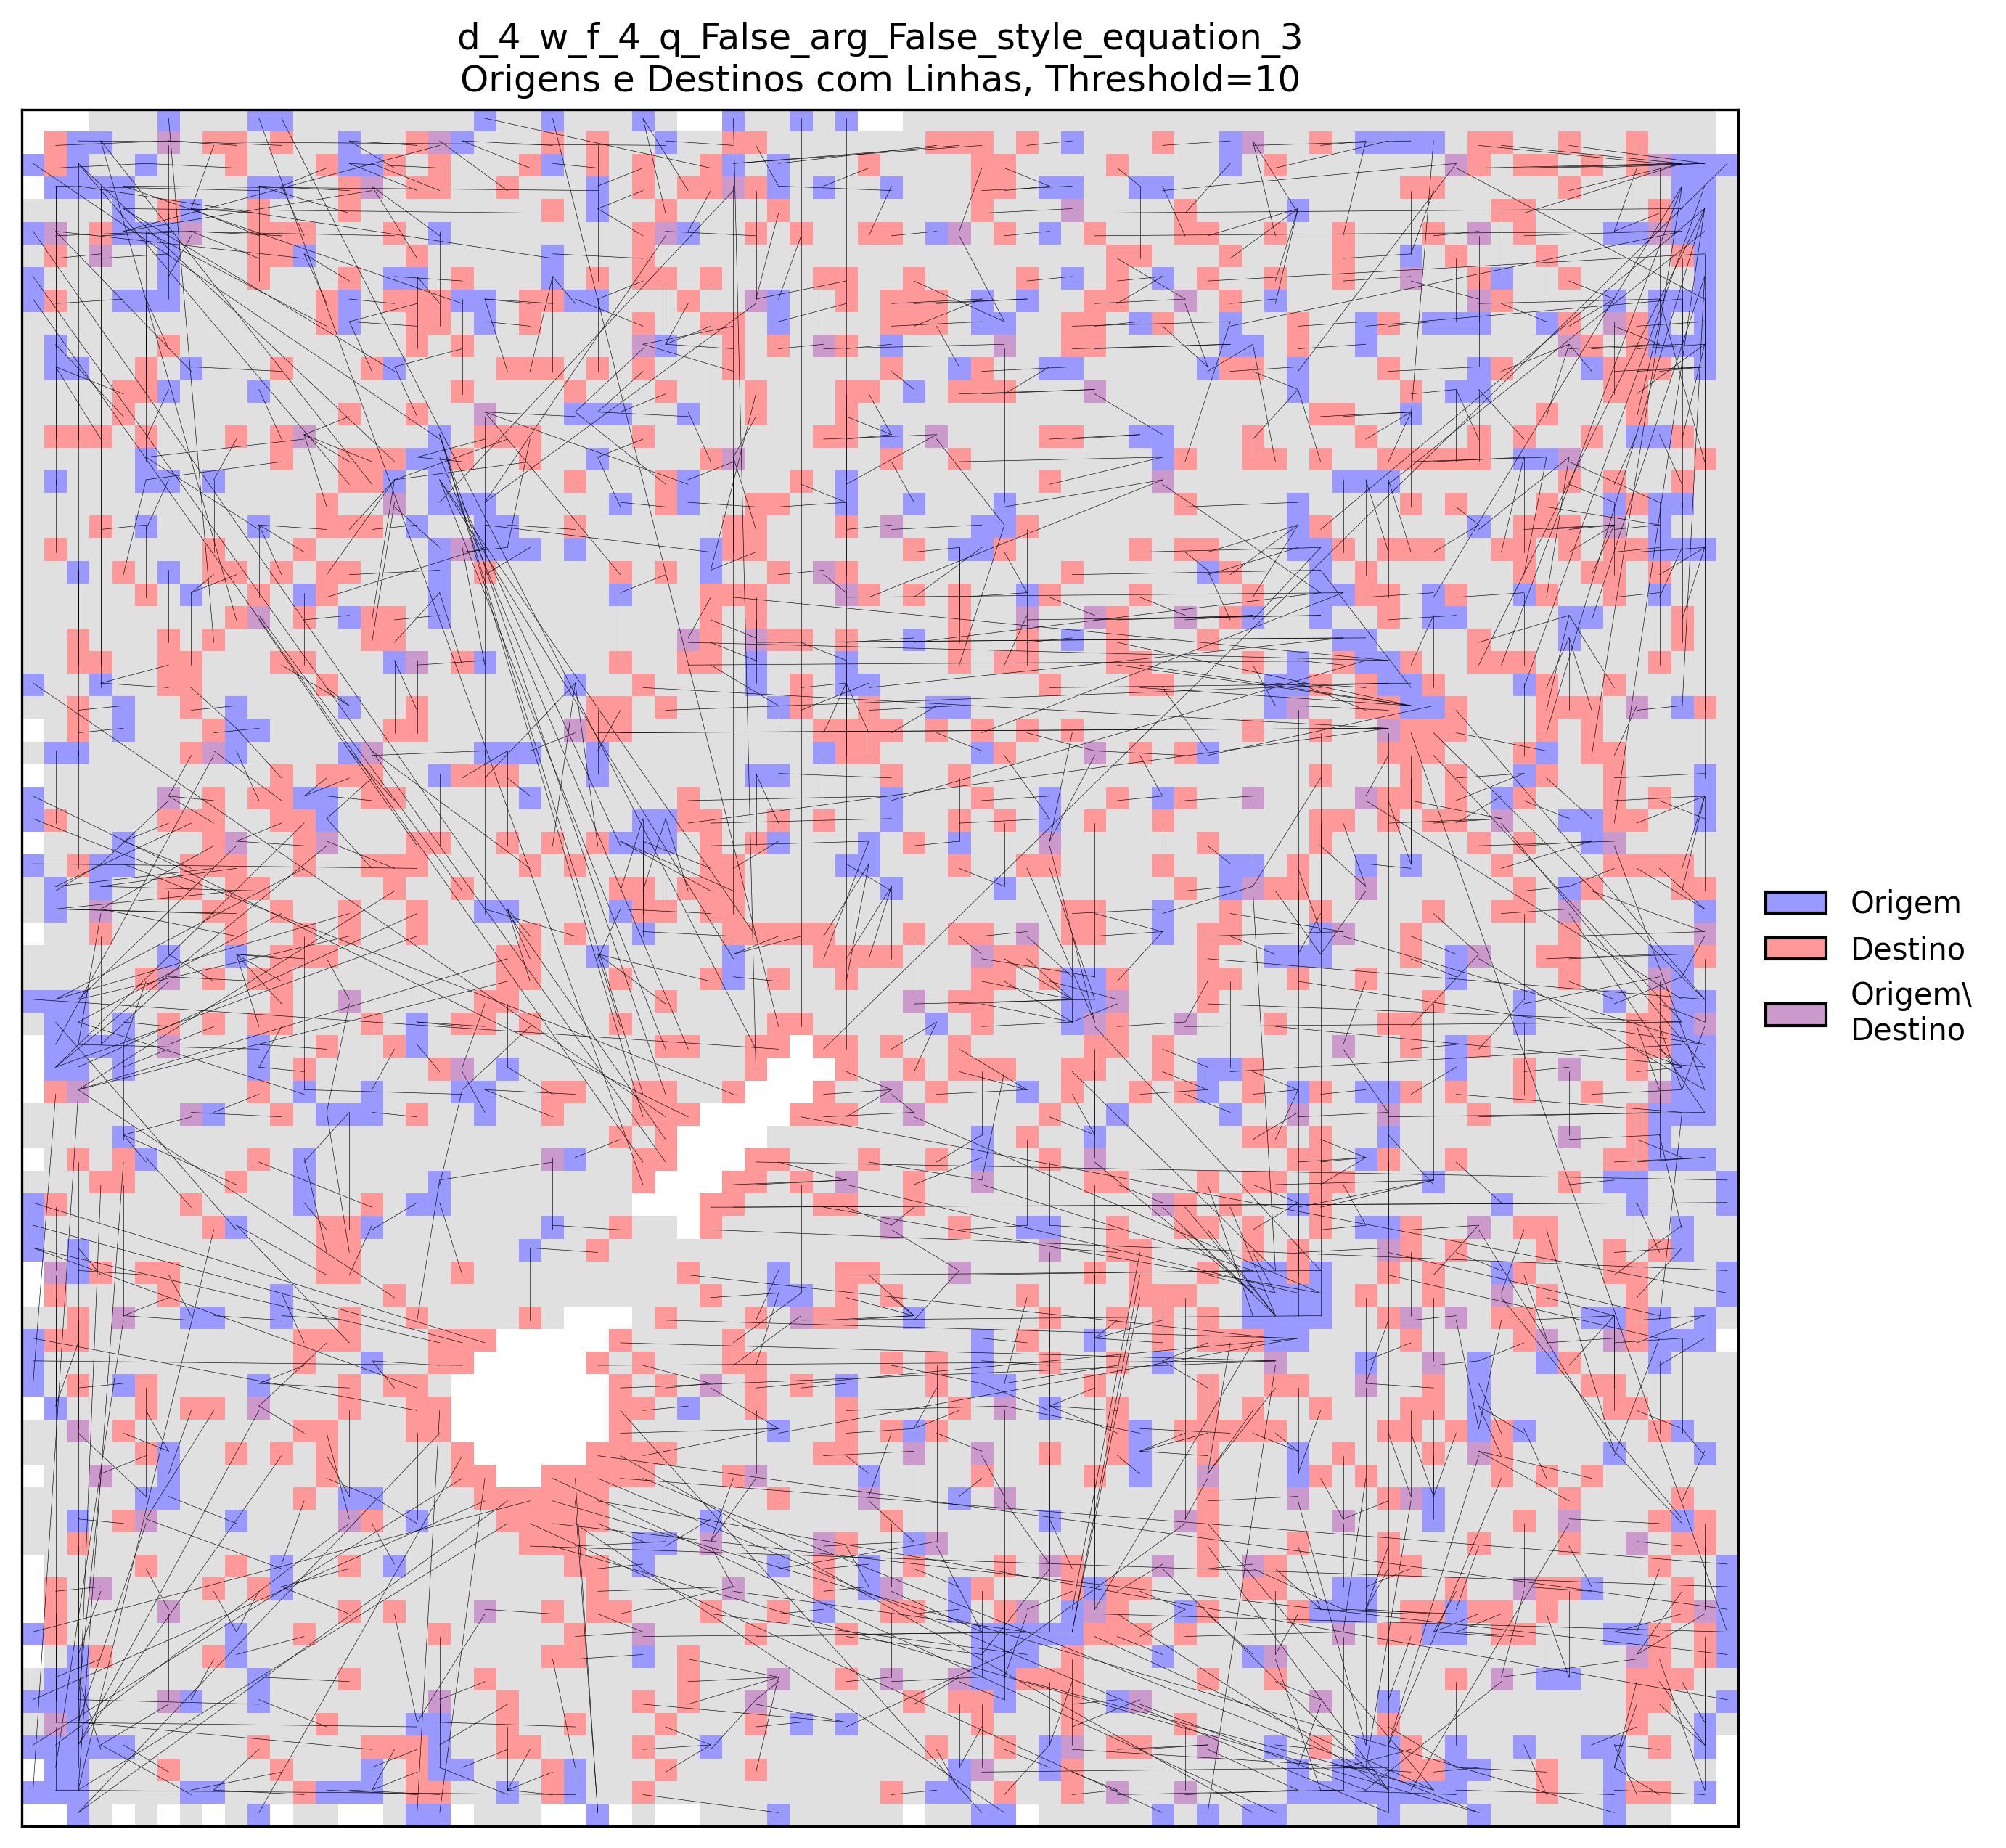 d_4_w_f_4_q_False_arg_False_style_equation_3
Origens e Destinos com Linhas, Threshold=10
Origem
Destino
Origem\
Destino